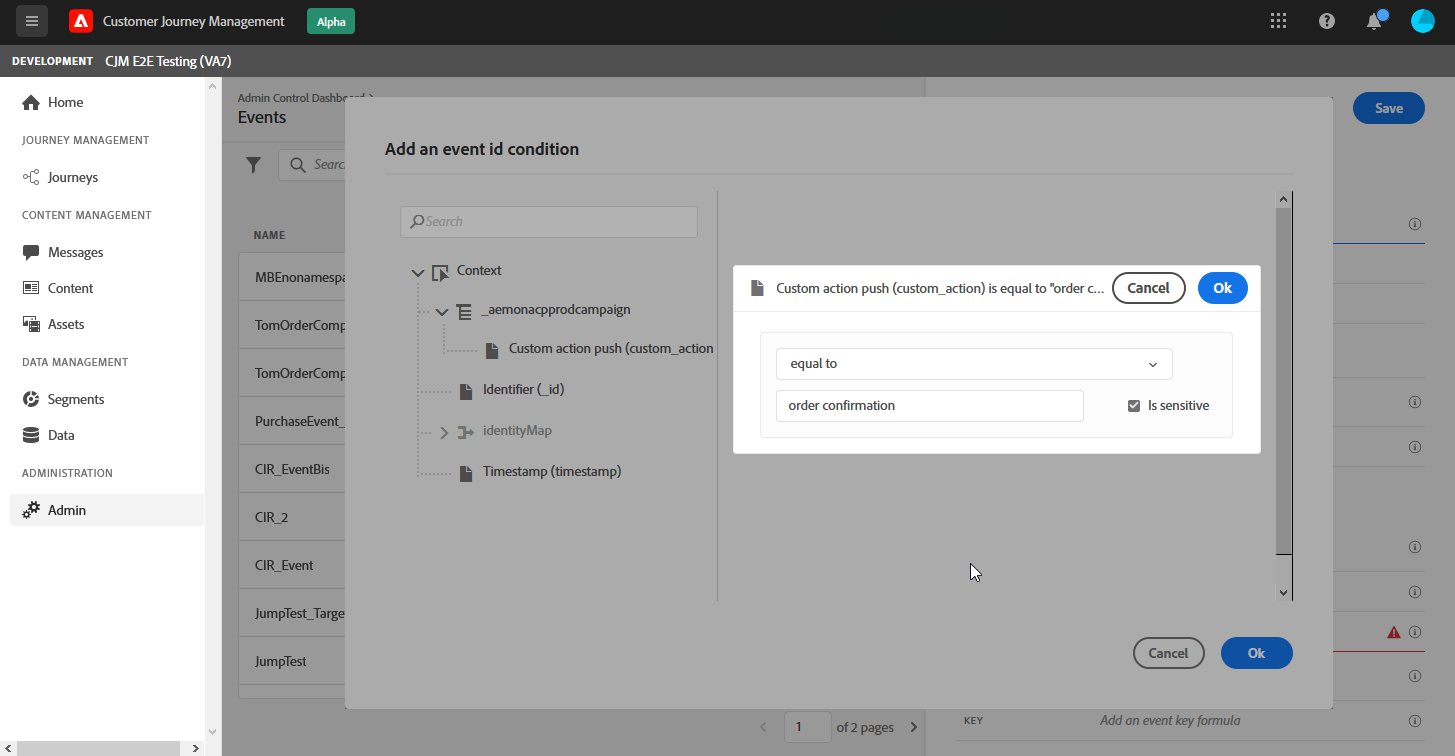 Customer Journey Management Alpha
DEVELOPMENT CJM E2E Testing (VA7)
Home
JOURNEY MANAGEMENT
Journeys
CONTENT MANAGEMENT
Messages
Content
Assets
DATA MANAGEMENT
Segments
Data
ADMINISTRATION
Admin
Admin Control Dashboard
Events
Save
NAME
MBEnonamespa
TomOrderComp
TomOrderComp
PurchaseEvent_
CIR_EventBis
CIR_2
CIR_Event
JumpTest_Targe
JumpTest
1 of 2 pages
KEY Add an event key formula
Add an event id condition
Search
Context
_aemonacpprodcampaign
Custom action push (custom_action
Identifier (_id)
identityMap
Timestamp (timestamp)
Custom action push (custom_action) is equal to "order c... Cancel Ok
equal to
order confirmation Is sensitive
Cancel Ok